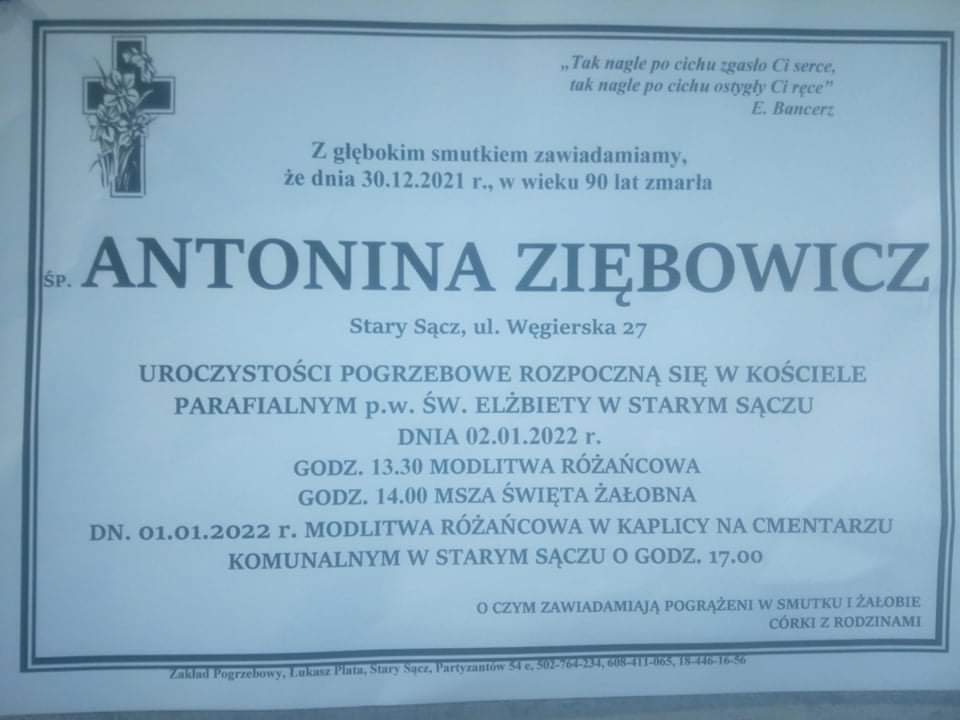 „Tak nagle po cichu zgasło Ci serce,
tak nagle po cichu ostygły Ci ręce”
E. Bancerz
Z głębokim smutkiem zawiadamiamy,
że dnia 30.12.2021 r., w wieku 90 lat zmarła
ŚP. ANTONINA ZIĘBOWICZ
Stary Sącz, ul. Węgierska 27
UROCZYSTOŚCI POGRZEBOWE ROZPOCZNĄ SIĘ W KOŚCIELE
PARAFIALNYM p.w. ŚW. ELŻBIETY W STARYM SĄCZU
DNIA 02.01.2022 r.
GODZ. 13.30 MODLITWA RÓŻAŃCOWA
GODZ. 14.00 MSZA ŚWIĘTA ŻAŁOBNA
DN. 01.01.2022 r. MODLITWA RÓŻAŃCOWA W KAPLICY NA CMENTARZU
KOMUNALNYM W STARYM SĄCZU O GODZ. 17.00
O CZYM ZAWIADAMIAJĄ POGRĄŻENI W SMUTKU I ŻAŁOBIE
CÓRKI Z RODZINAMI
Zakład Pogrzebowy, Łukasz Plata, Stary Sącz, Partyzantów 54 e, 502-764-234, 608-411-065, 18-446-16-56